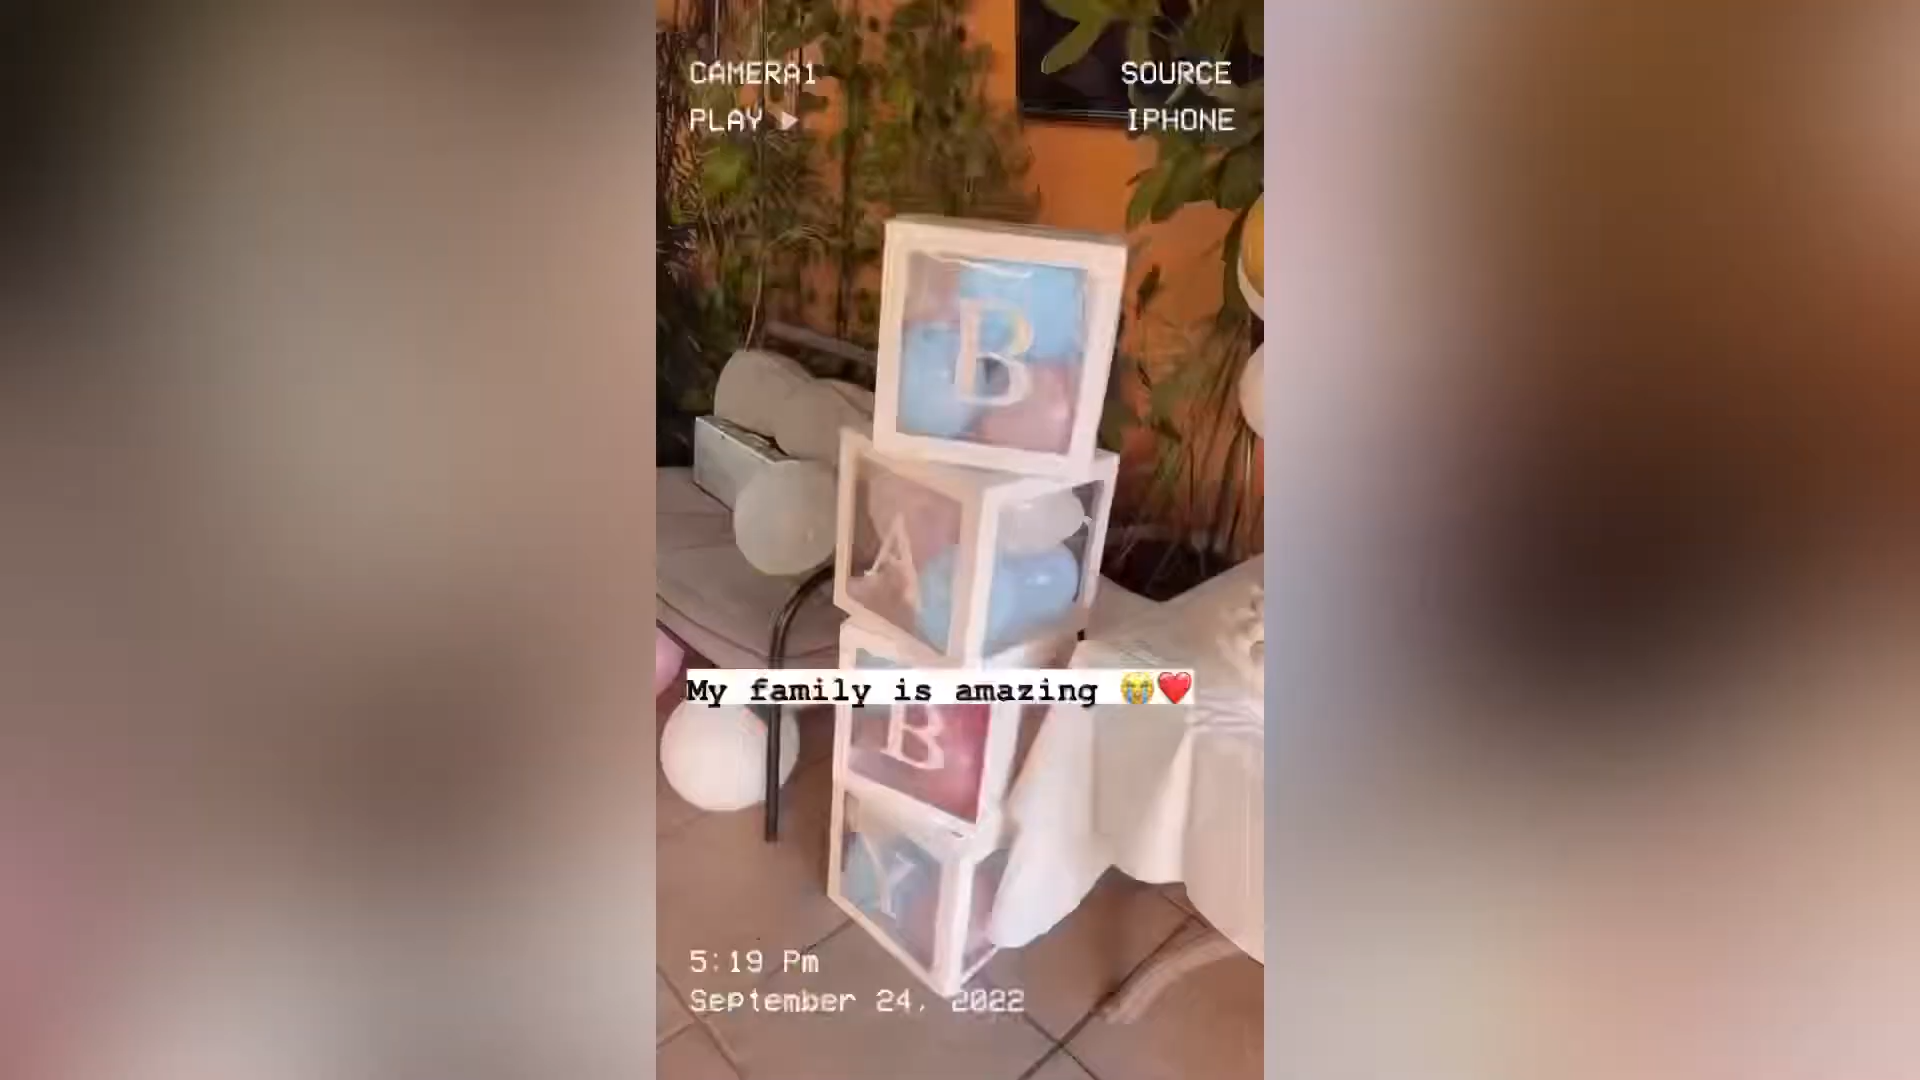 CAMERA1
PLAY
SOURCE
IPHONE
B
A
My family is amazing 😭❤️
B
Y
5:19 Pm
September 24, 2022